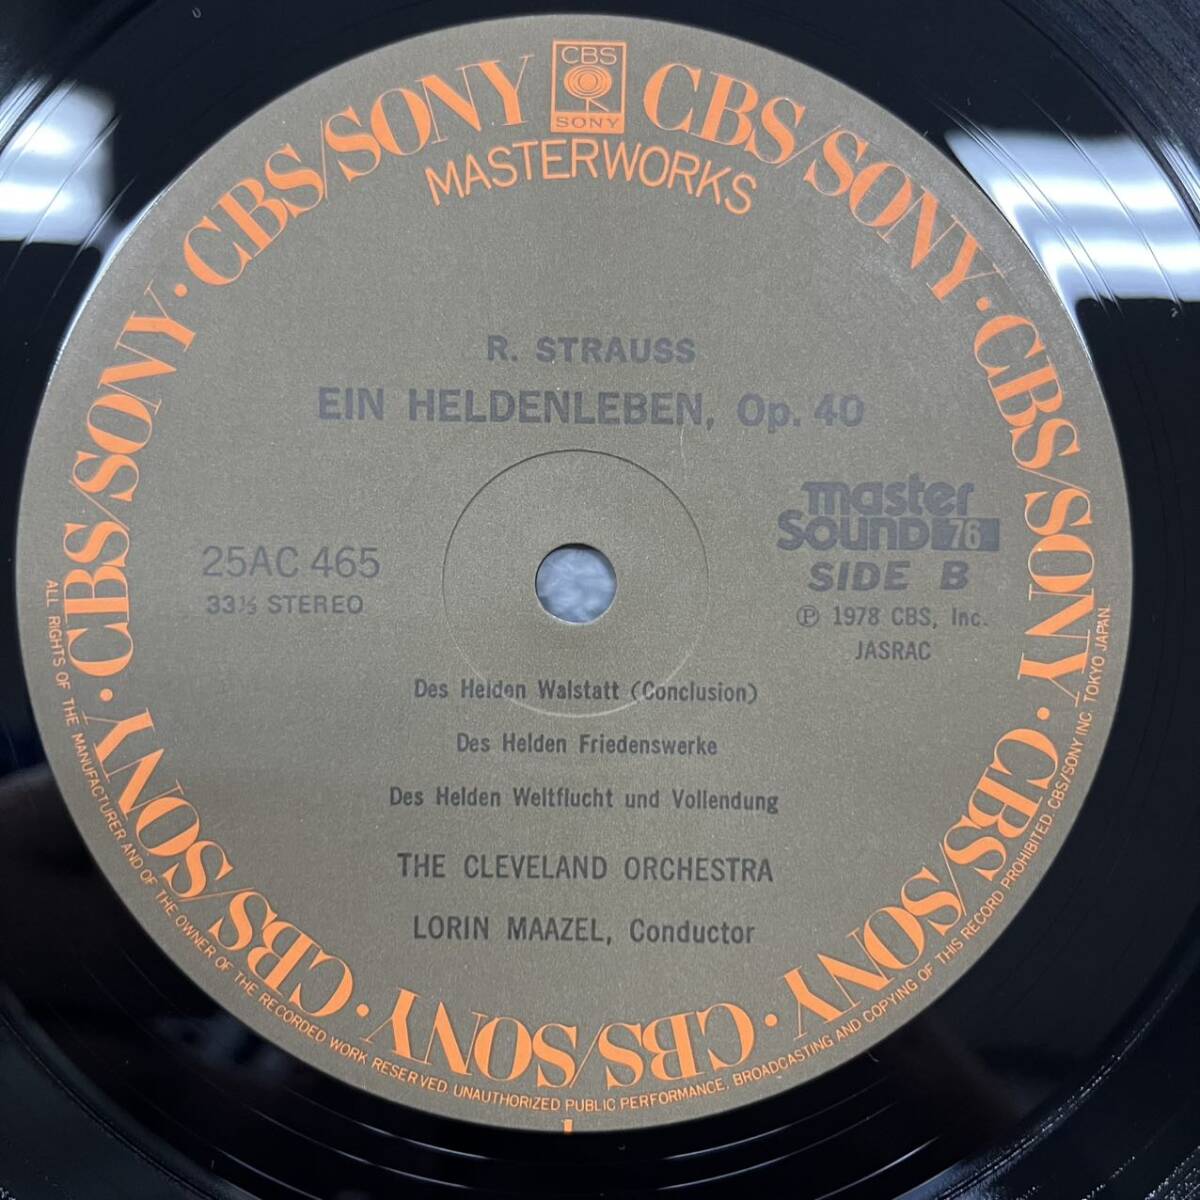 CBS
SONY
CBS/SONY · CBS/SONY · CBS/SONY · CBS/SONY · CBS/SONY · CBS/SONY · CBS/SONY · CBS/SONY · CBS/SONY
MASTERWORKS
R. STRAUSS
EIN HELDENLEBEN, Op. 40
master
Sound 76
25AC 465
SIDE B
33⅓ STEREO
Ⓟ 1978 CBS, Inc.
JASRAC
Des Helden Walstatt (Conclusion)
Des Helden Friedenswerke
Des Helden Weltflucht und Vollendung
THE CLEVELAND ORCHESTRA
LORIN MAAZEL, Conductor
ALL RIGHTS OF THE MANUFACTURER AND OF THE OWNER OF THE RECORDED WORK RESERVED. UNAUTHORIZED PUBLIC PERFORMANCE, BROADCASTING AND COPYING OF THIS RECORD PROHIBITED. CBS/SONY INC. TOKYO JAPAN.